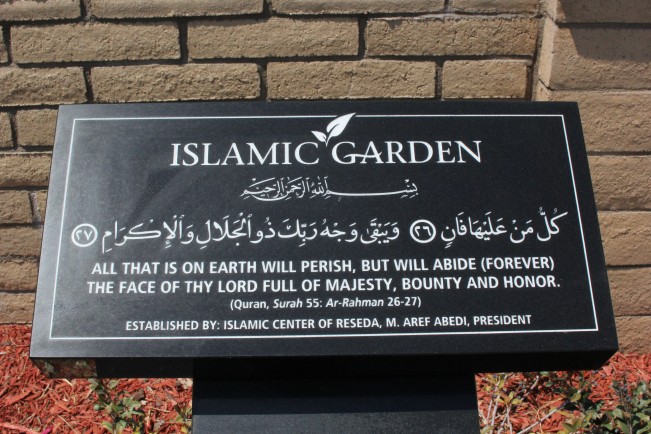 ISLAMIC GARDEN
بِسْمِ اللَّهِ الرَّحْمَٰنِ الرَّحِيمِ
كُلُّ مَنْ عَلَيْهَا فَانٍ ٢٦ وَيَبْقَىٰ وَجْهُ رَبِّكَ ذُو ٱلْجَلَالِ وَٱلْإِكْرَامِ ٢٧
ALL THAT IS ON EARTH WILL PERISH, BUT WILL ABIDE (FOREVER)
THE FACE OF THY LORD FULL OF MAJESTY, BOUNTY AND HONOR.
(Quran, Surah 55: Ar-Rahman 26-27)
ESTABLISHED BY: ISLAMIC CENTER OF RESEDA, M. AREF ABEDI, PRESIDENT